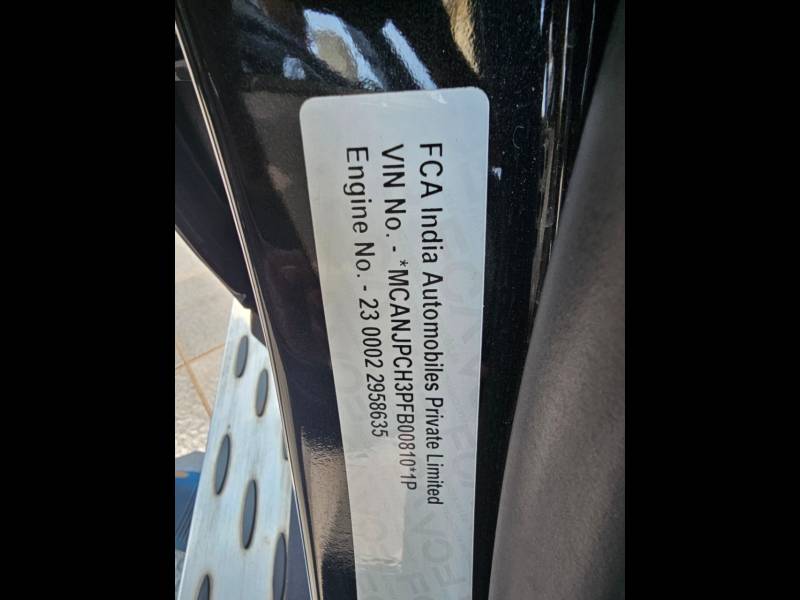 FCA India Automobiles Private Limited
VIN No. - *MCANJPCH3PFB00810*1P
Engine No. - 23 0002 2958635